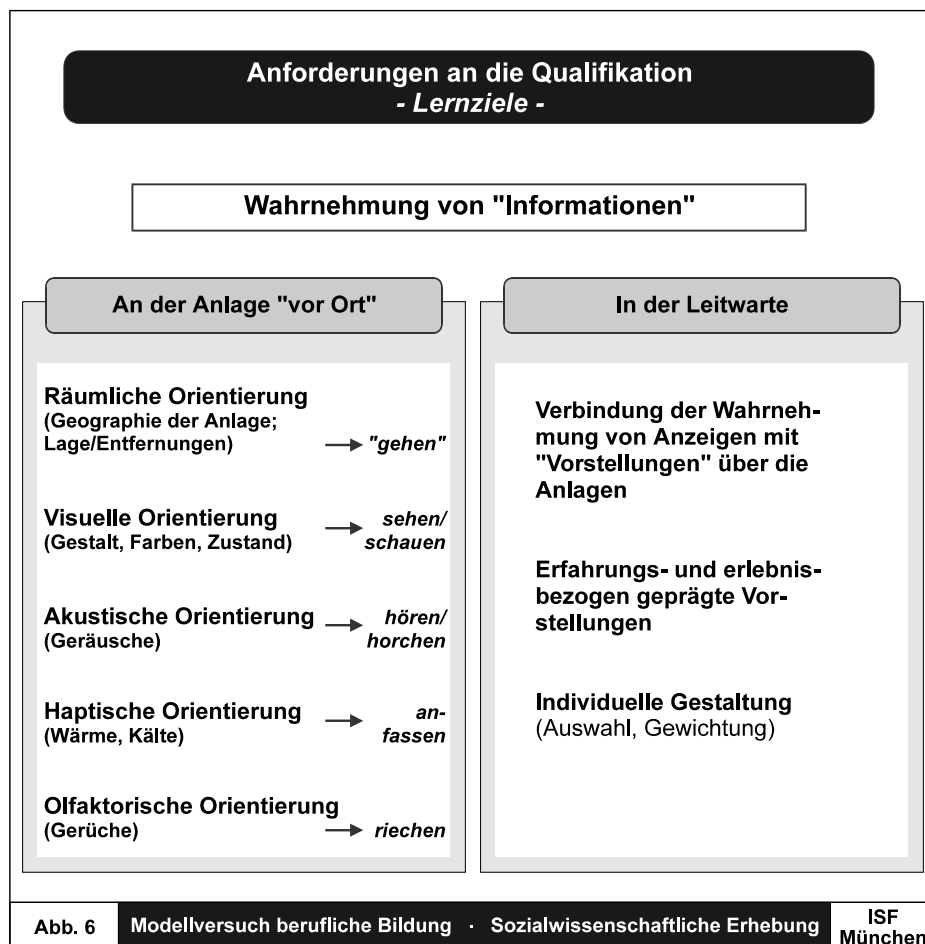 Anforderungen an die Qualifikation
- Lernziele -
Wahrnehmung von "Informationen"
An der Anlage "vor Ort"
Räumliche Orientierung
(Geographie der Anlage;
Lage/Entfernungen) → "gehen"
Visuelle Orientierung → sehen/
(Gestalt, Farben, Zustand) schauen
Akustische Orientierung → hören/
(Geräusche) horchen
Haptische Orientierung → an-
(Wärme, Kälte) fassen
Olfaktorische Orientierung
(Gerüche) → riechen
In der Leitwarte
Verbindung der Wahrneh-
mung von Anzeigen mit
"Vorstellungen" über die
Anlagen
Erfahrungs- und erlebnis-
bezogen geprägte Vor-
stellungen
Individuelle Gestaltung
(Auswahl, Gewichtung)
Abb. 6
Modellversuch berufliche Bildung · Sozialwissenschaftliche Erhebung
ISF
München